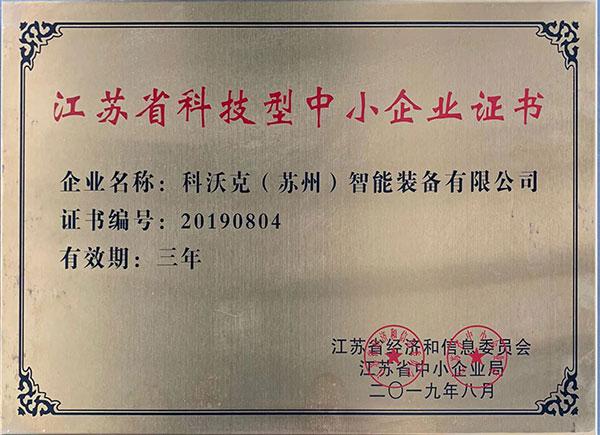 江苏省科技型中小企业证书
企业名称：科沃克（苏州）智能装备有限公司
证书编号：20190804
有效期：三年
江苏省经济和信息委员会
江苏省中小企业局
二〇一九年八月